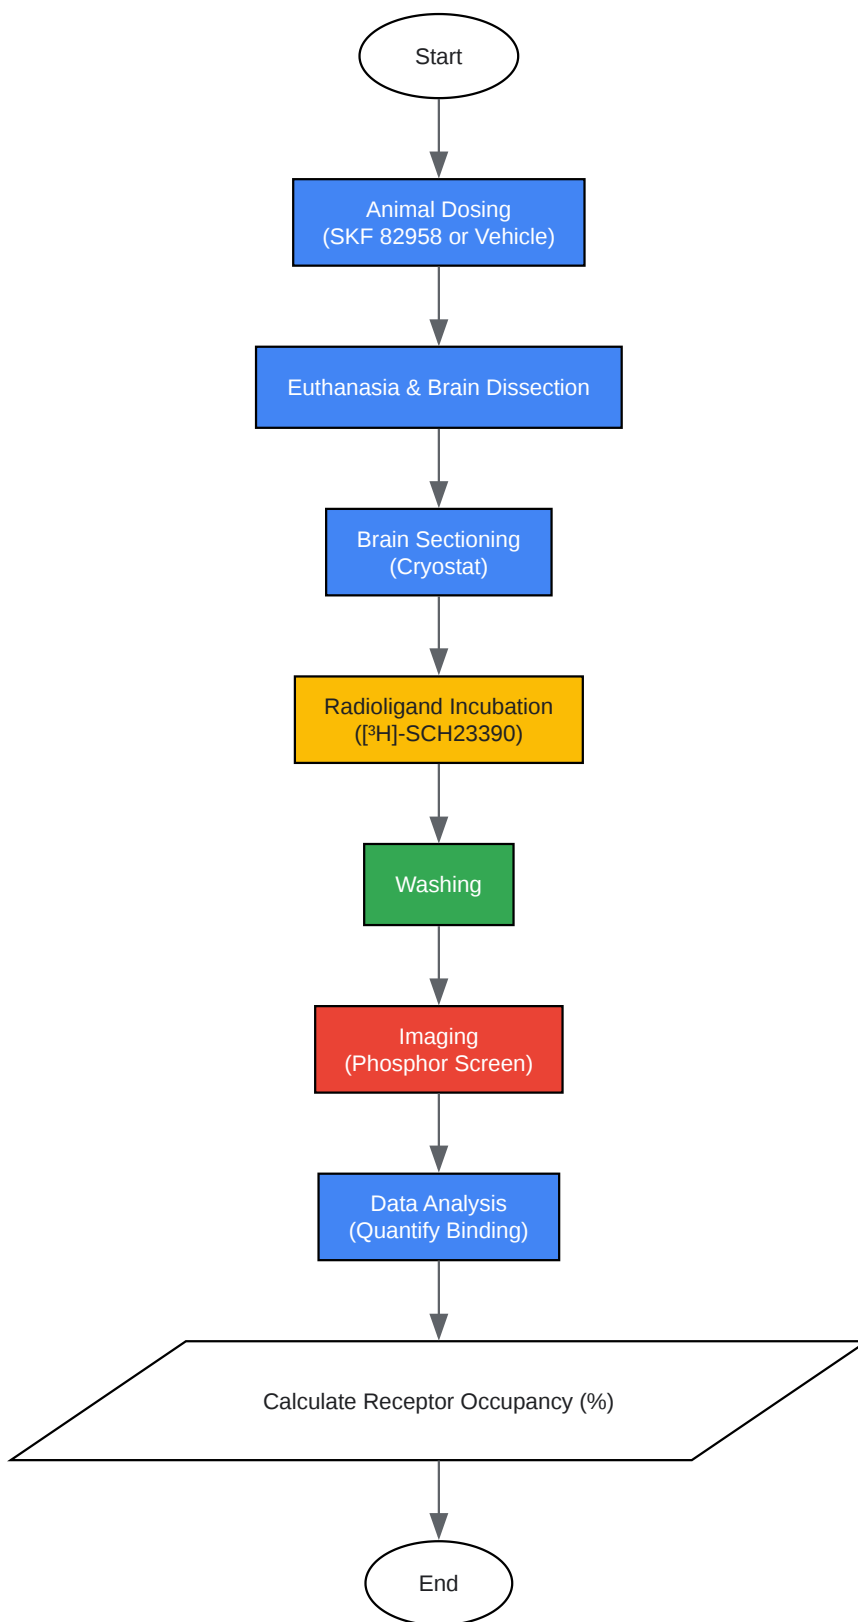 Start
Animal Dosing
(SKF 82958 or Vehicle)
Euthanasia & Brain Dissection
Brain Sectioning
(Cryostat)
Radioligand Incubation
([³H]-SCH23390)
Washing
Imaging
(Phosphor Screen)
Data Analysis
(Quantify Binding)
Calculate Receptor Occupancy (%)
End